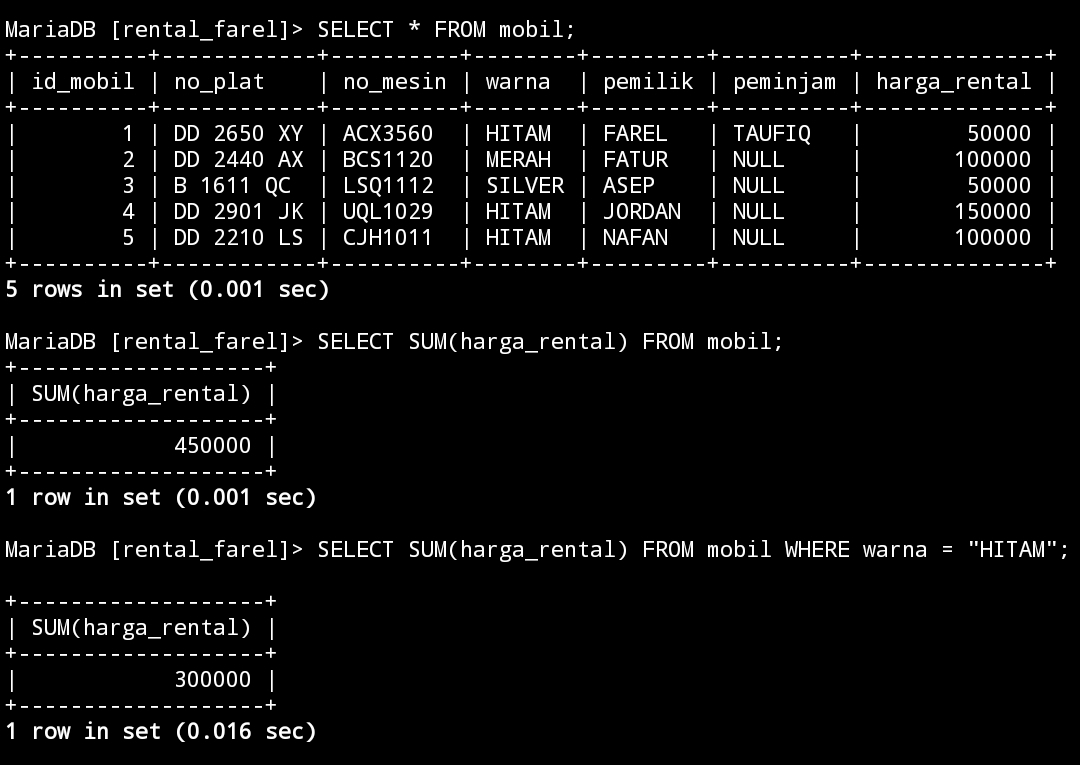 MariaDB [rental_farel]> SELECT * FROM mobil;
+----------+------------+----------+--------+---------+----------+--------------+
| id_mobil | no_plat    | no_mesin | warna  | pemilik | peminjam | harga_rental |
+----------+------------+----------+--------+---------+----------+--------------+
|        1 | DD 2650 XY | ACX3560  | HITAM  | FAREL   | TAUFIQ   |        50000 |
|        2 | DD 2440 AX | BCS1120  | MERAH  | FATUR   | NULL     |       100000 |
|        3 | B 1611 QC  | LSQ1112  | SILVER | ASEP    | NULL     |        50000 |
|        4 | DD 2901 JK | UQL1029  | HITAM  | JORDAN  | NULL     |       150000 |
|        5 | DD 2210 LS | CJH1011  | HITAM  | NAFAN   | NULL     |       100000 |
+----------+------------+----------+--------+---------+----------+--------------+
5 rows in set (0.001 sec)
MariaDB [rental_farel]> SELECT SUM(harga_rental) FROM mobil;
+-------------------+
| SUM(harga_rental) |
+-------------------+
|            450000 |
+-------------------+
1 row in set (0.001 sec)
MariaDB [rental_farel]> SELECT SUM(harga_rental) FROM mobil WHERE warna = "HITAM";
+-------------------+
| SUM(harga_rental) |
+-------------------+
|            300000 |
+-------------------+
1 row in set (0.016 sec)